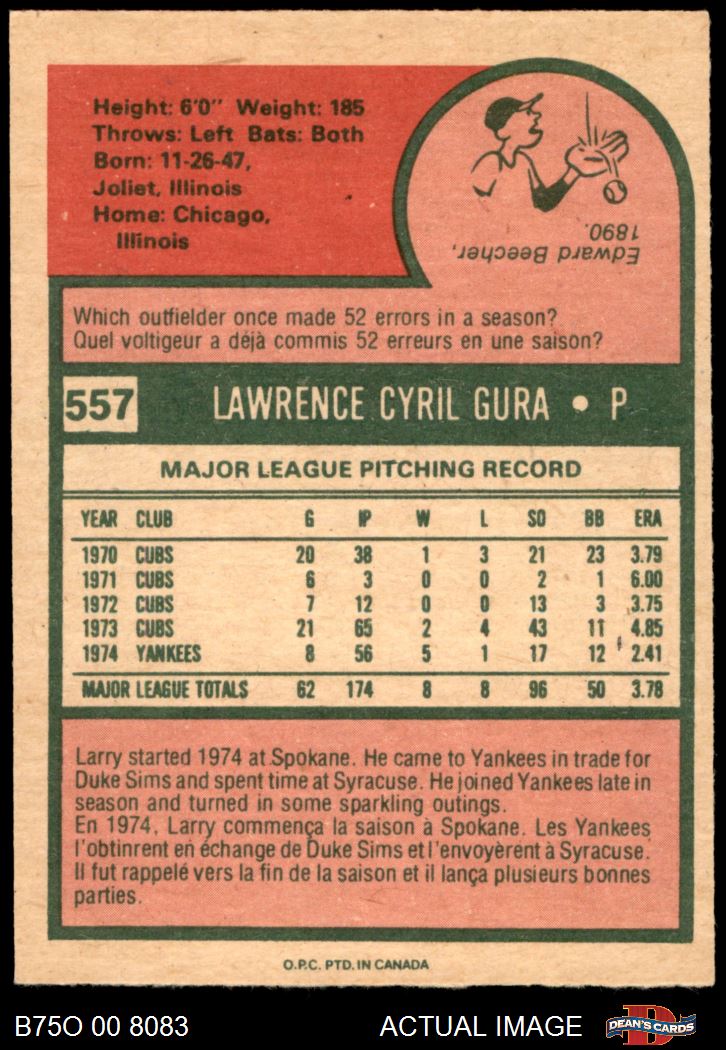 Height: 6'0" Weight: 185
Throws: Left Bats: Both
Born: 11-26-47,
Joliet, Illinois
Home: Chicago,
Illinois
Edward Beecher,
1890.
Which outfielder once made 52 errors in a season?
Quel voltigeur a déjà commis 52 erreurs en une saison?
557 LAWRENCE CYRIL GURA • P
MAJOR LEAGUE PITCHING RECORD
YEAR CLUB G IP W L SO BB ERA
1970 CUBS 20 38 1 3 21 23 3.79
1971 CUBS 6 3 0 0 2 1 6.00
1972 CUBS 7 12 0 0 13 3 3.75
1973 CUBS 21 65 2 4 43 11 4.85
1974 YANKEES 8 56 5 1 17 12 2.41
MAJOR LEAGUE TOTALS 62 174 8 8 96 50 3.78
Larry started 1974 at Spokane. He came to Yankees in trade for
Duke Sims and spent time at Syracuse. He joined Yankees late in
season and turned in some sparkling outings.
En 1974, Larry commença la saison à Spokane. Les Yankees
l'obtinrent en échange de Duke Sims et l'envoyèrent à Syracuse.
Il fut rappelé vers la fin de la saison et il lança plusieurs bonnes
parties.
O.P.C. PTD. IN CANADA
B75O 00 8083
ACTUAL IMAGE
D
DEAN'S CARDS